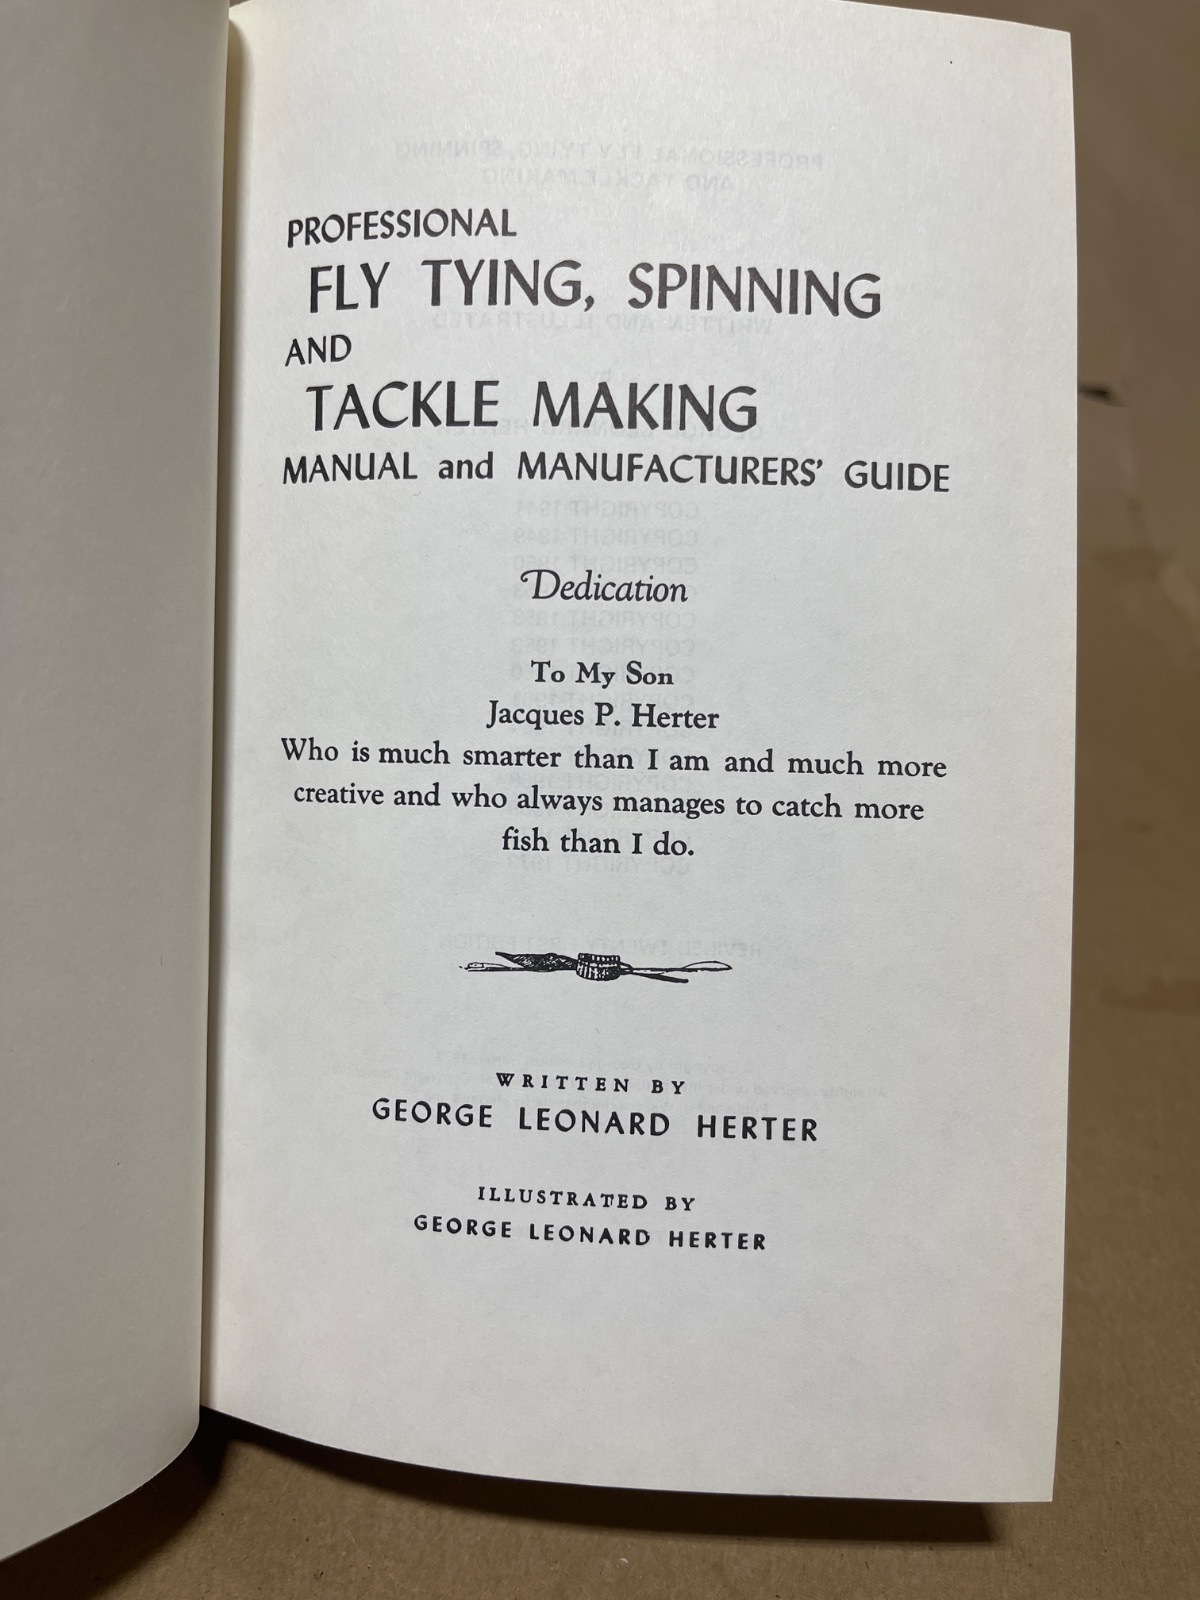 PROFESSIONAL
FLY TYING, SPINNING
AND
TACKLE MAKING
MANUAL and MANUFACTURERS' GUIDE
Dedication
To My Son
Jacques P. Herter
Who is much smarter than I am and much more
creative and who always manages to catch more
fish than I do.
WRITTEN BY
GEORGE LEONARD HERTER
ILLUSTRATED BY
GEORGE LEONARD HERTER